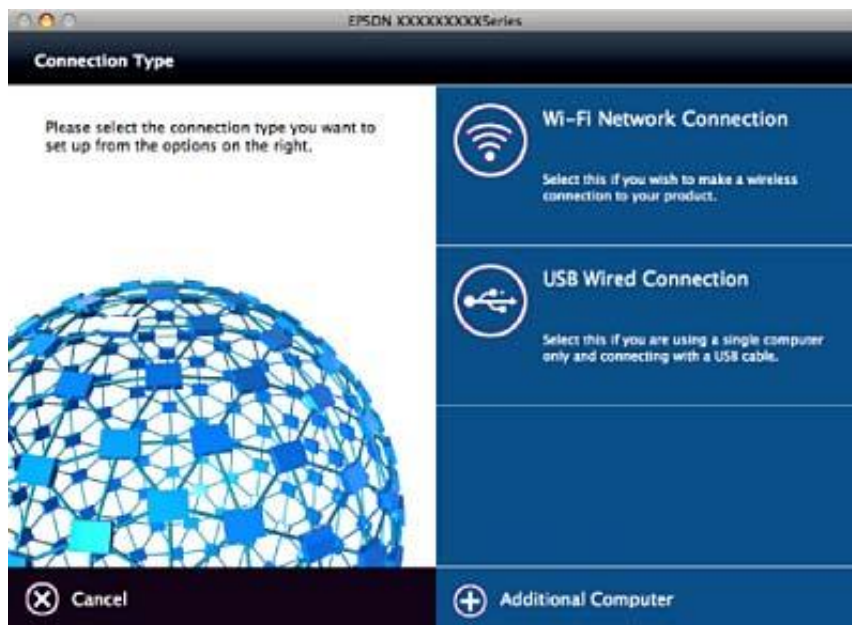 EPSON XXXXXXXXXSeries
Connection Type
Please select the connection type you want to
set up from the options on the right.
Wi-Fi Network Connection
Select this if you wish to make a wireless
connection to your product.
USB Wired Connection
Select this if you are using a single computer
only and connecting with a USB cable.
Cancel
Additional Computer